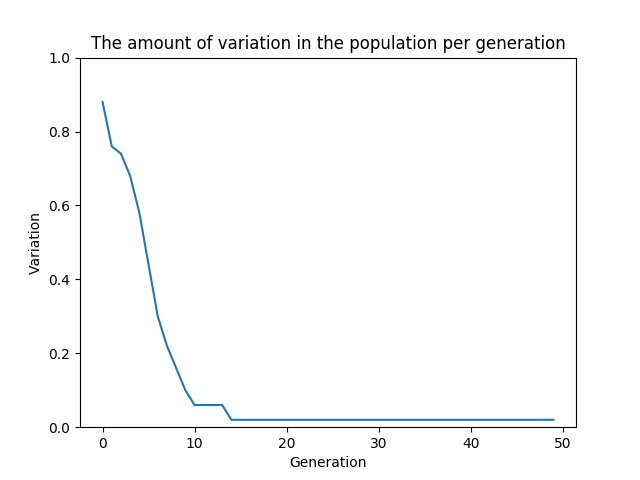 The amount of variation in the population per generation
1.0
0.8
0.6
0.4
0.2
0.0
Variation
0 10 20 30 40 50
Generation